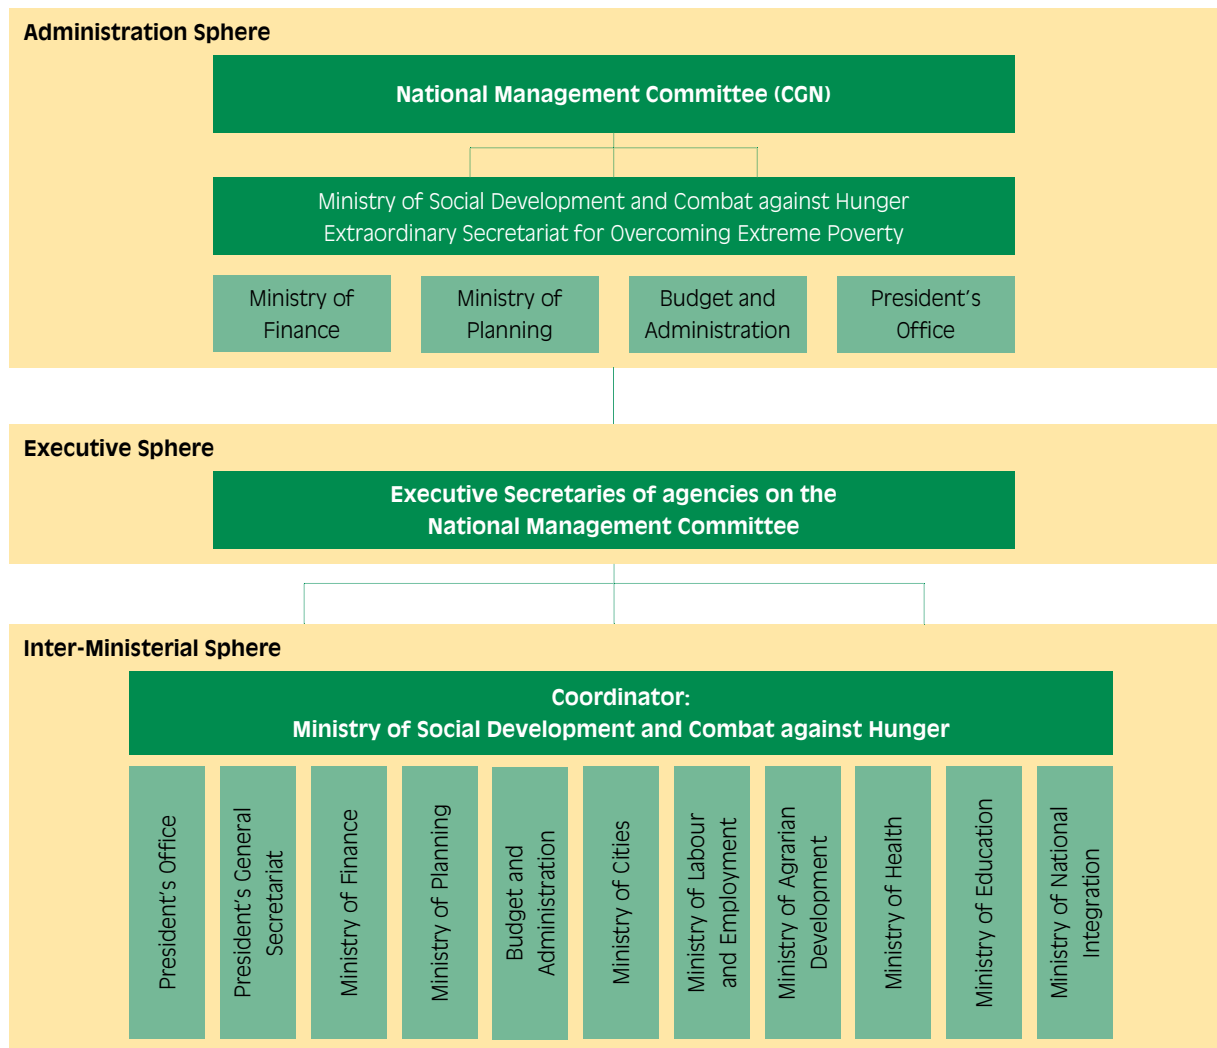 Administration Sphere
National Management Committee (CGN)
Ministry of Social Development and Combat against Hunger
Extraordinary Secretariat for Overcoming Extreme Poverty
Ministry of
Finance
Ministry of
Planning
Budget and
Administration
President's
Office
Executive Sphere
Executive Secretaries of agencies on the
National Management Committee
Inter-Ministerial Sphere
Coordinator:
Ministry of Social Development and Combat against Hunger
President's Office
President's General
Secretariat
Ministry of Finance
Ministry of Planning
Budget and
Administration
Ministry of Cities
Ministry of Labour
and Employment
Ministry of Agrarian
Development
Ministry of Health
Ministry of Education
Ministry of National
Integration